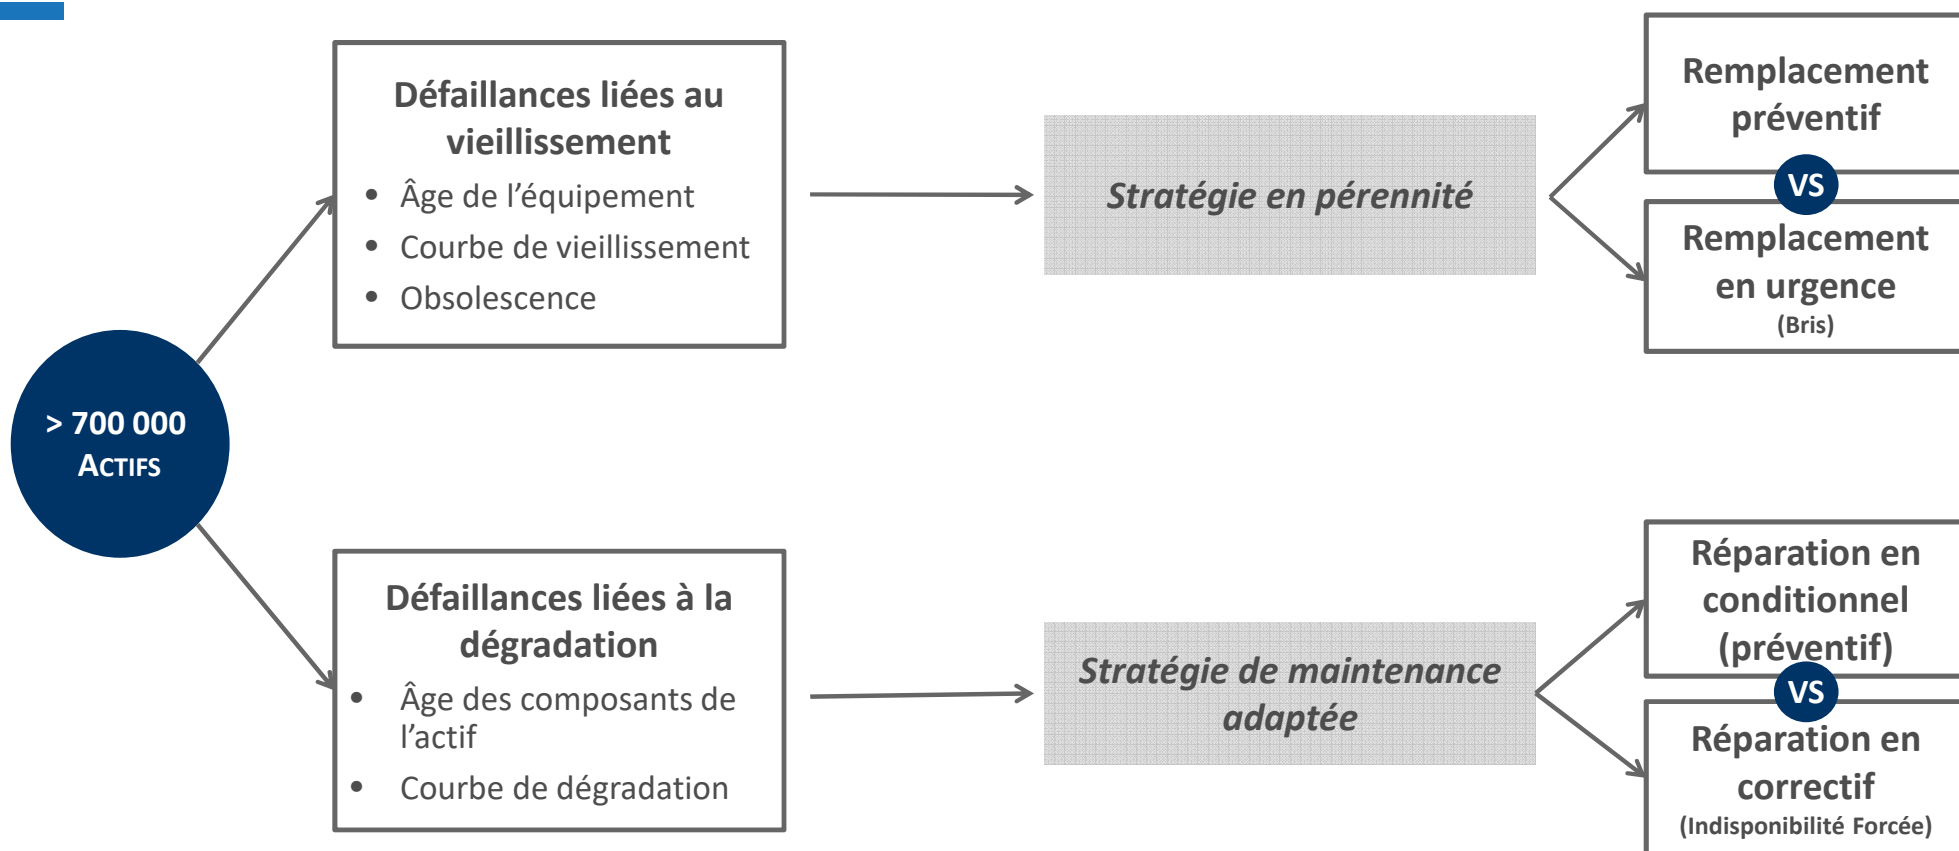 > 700 000
ACTIFS
Défaillances liées au
vieillissement
• Âge de l'équipement
• Courbe de vieillissement
• Obsolescence
Stratégie en pérennité
Remplacement
préventif
VS
Remplacement
en urgence
(Bris)
Défaillances liées à la
dégradation
• Âge des composants de
l'actif
• Courbe de dégradation
Stratégie de maintenance
adaptée
Réparation en
conditionnel
(préventif)
VS
Réparation en
correctif
(Indisponibilité Forcée)